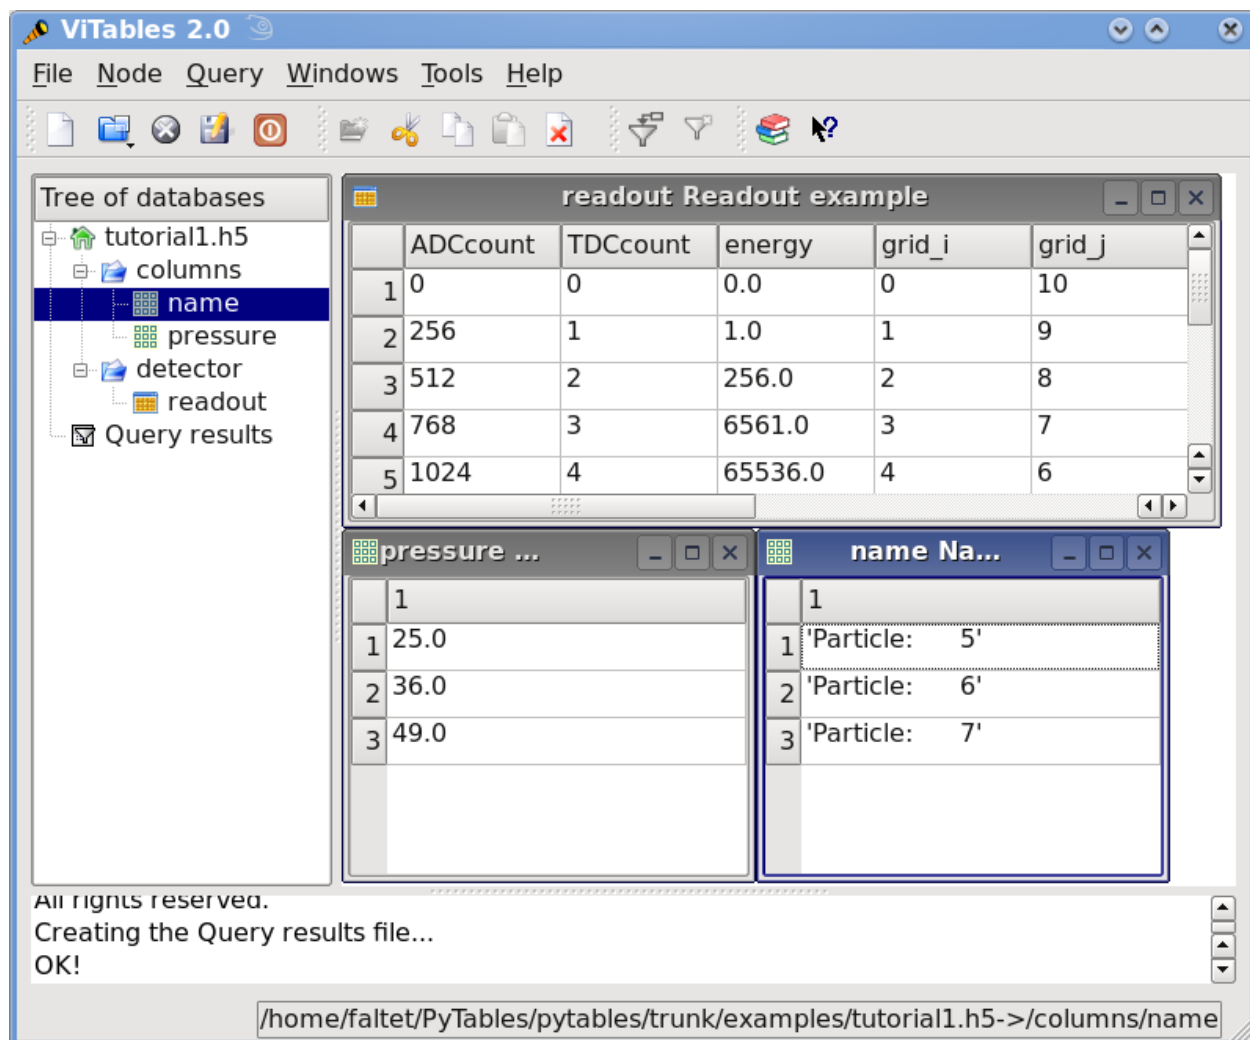 ViTables 2.0
File Node Query Windows Tools Help
Tree of databases
tutorial1.h5
columns
name
pressure
detector
readout
Query results
readout Readout example
ADCcount TDCcount energy grid_i grid_j
1 0 0 0.0 0 10
2 256 1 1.0 1 9
3 512 2 256.0 2 8
4 768 3 6561.0 3 7
5 1024 4 65536.0 4 6
pressure ...
1
1 25.0
2 36.0
3 49.0
name Na...
1
1 'Particle:      5'
2 'Particle:      6'
3 'Particle:      7'
All rights reserved.
Creating the Query results file...
OK!
/home/faltet/PyTables/pytables/trunk/examples/tutorial1.h5->/columns/name